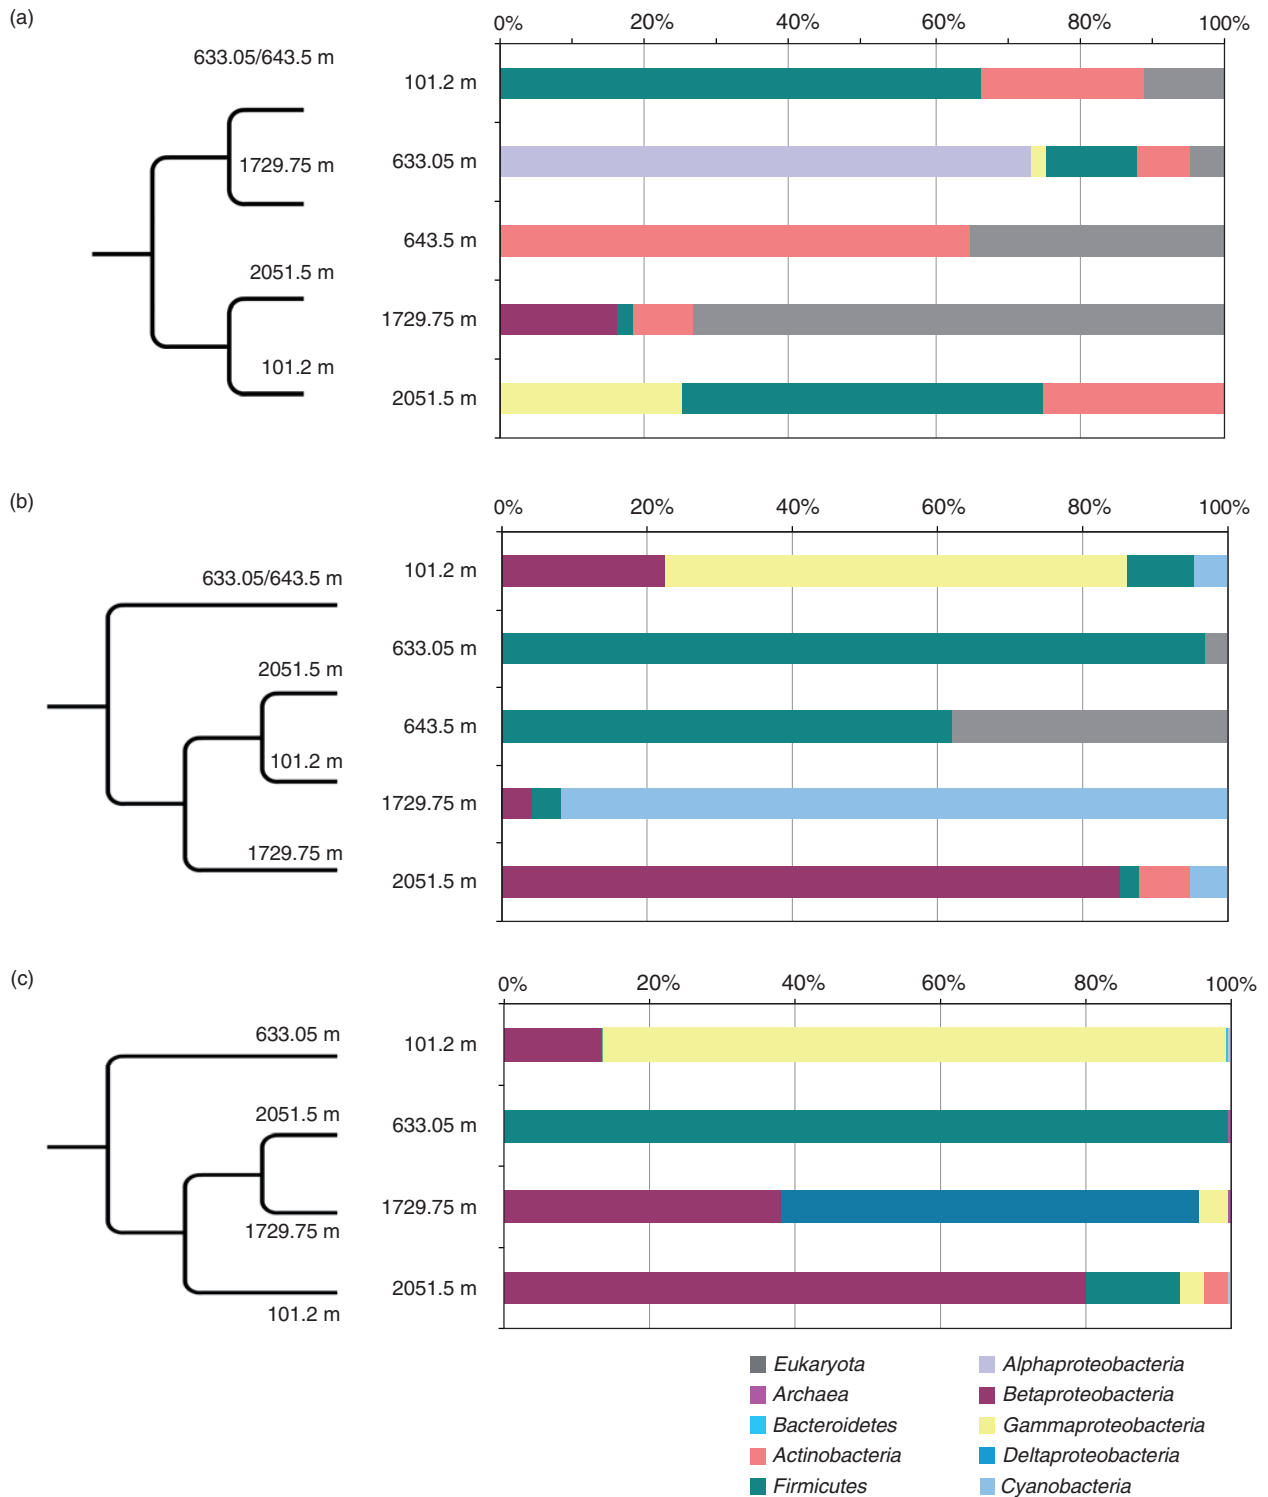 (a)
0% 20% 40% 60% 80% 100%
633.05/643.5 m
1729.75 m
2051.5 m
101.2 m
101.2 m
633.05 m
643.5 m
1729.75 m
2051.5 m
(b)
0% 20% 40% 60% 80% 100%
633.05/643.5 m
2051.5 m
101.2 m
1729.75 m
101.2 m
633.05 m
643.5 m
1729.75 m
2051.5 m
(c)
0% 20% 40% 60% 80% 100%
633.05 m
2051.5 m
1729.75 m
101.2 m
101.2 m
633.05 m
1729.75 m
2051.5 m
Eukaryota
Archaea
Bacteroidetes
Actinobacteria
Firmicutes
Alphaproteobacteria
Betaproteobacteria
Gammaproteobacteria
Deltaproteobacteria
Cyanobacteria